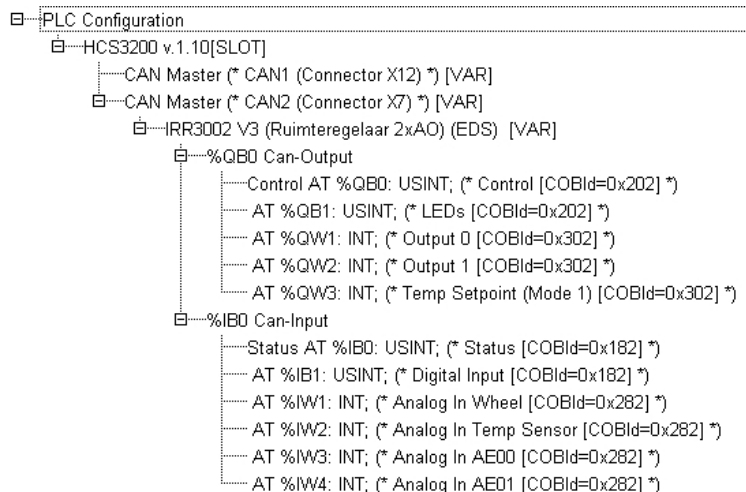 PLC Configuration
HCS3200 v.1.10[SLOT]
CAN Master (* CAN1 (Connector X12) *) [VAR]
CAN Master (* CAN2 (Connector X7) *) [VAR]
IRR3002 V3 (Ruimteregelaar 2xAO) (EDS) [VAR]
%QB0 Can-Output
Control AT %QB0: USINT; (* Control [COBId=0x202] *)
AT %QB1: USINT; (* LEDs [COBId=0x202] *)
AT %QW1: INT; (* Output 0 [COBId=0x302] *)
AT %QW2: INT; (* Output 1 [COBId=0x302] *)
AT %QW3: INT; (* Temp Setpoint (Mode 1) [COBId=0x302] *)
%IB0 Can-Input
Status AT %IB0: USINT; (* Status [COBId=0x182] *)
AT %IB1: USINT; (* Digital Input [COBId=0x182] *)
AT %IW1: INT; (* Analog In Wheel [COBId=0x282] *)
AT %IW2: INT; (* Analog In Temp Sensor [COBId=0x282] *)
AT %IW3: INT; (* Analog In AE00 [COBId=0x282] *)
AT %IW4: INT; (* Analog In AE01 [COBId=0x282] *)